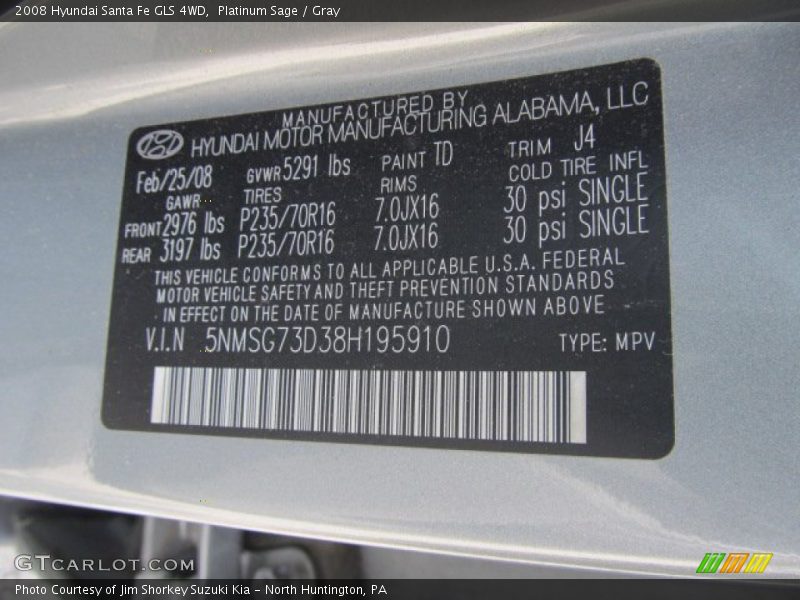 2008 Hyundai Santa Fe GLS 4WD, Platinum Sage / Gray
MANUFACTURED BY
HYUNDAI MOTOR MANUFACTURING ALABAMA, LLC
Feb/25/08 GVWR 5291 lbs PAINT TD TRIM J4
GAWR TIRES RIMS COLD TIRE INFL
FRONT 2976 lbs P235/70R16 7.0JX16 30 psi SINGLE
REAR 3197 lbs P235/70R16 7.0JX16 30 psi SINGLE
THIS VEHICLE CONFORMS TO ALL APPLICABLE U.S.A. FEDERAL
MOTOR VEHICLE SAFETY AND THEFT PREVENTION STANDARDS
IN EFFECT ON THE DATE OF MANUFACTURE SHOWN ABOVE
V.I.N 5NMSG73D38H195910 TYPE: MPV
GTCARLOT.COM
Photo Courtesy of Jim Shorkey Suzuki Kia - North Huntington, PA